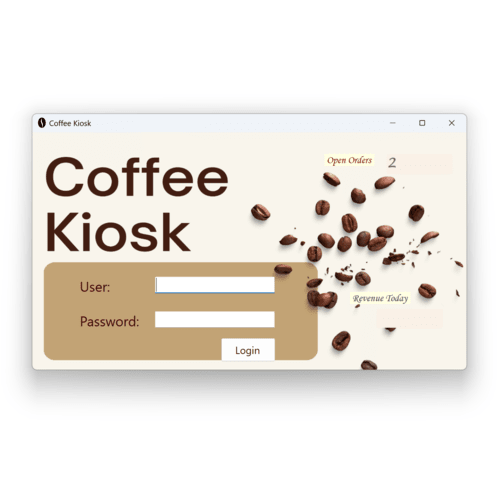 Coffee Kiosk
Coffee
Kiosk
Open Orders 2
User:
Password:
Revenue Today
Login